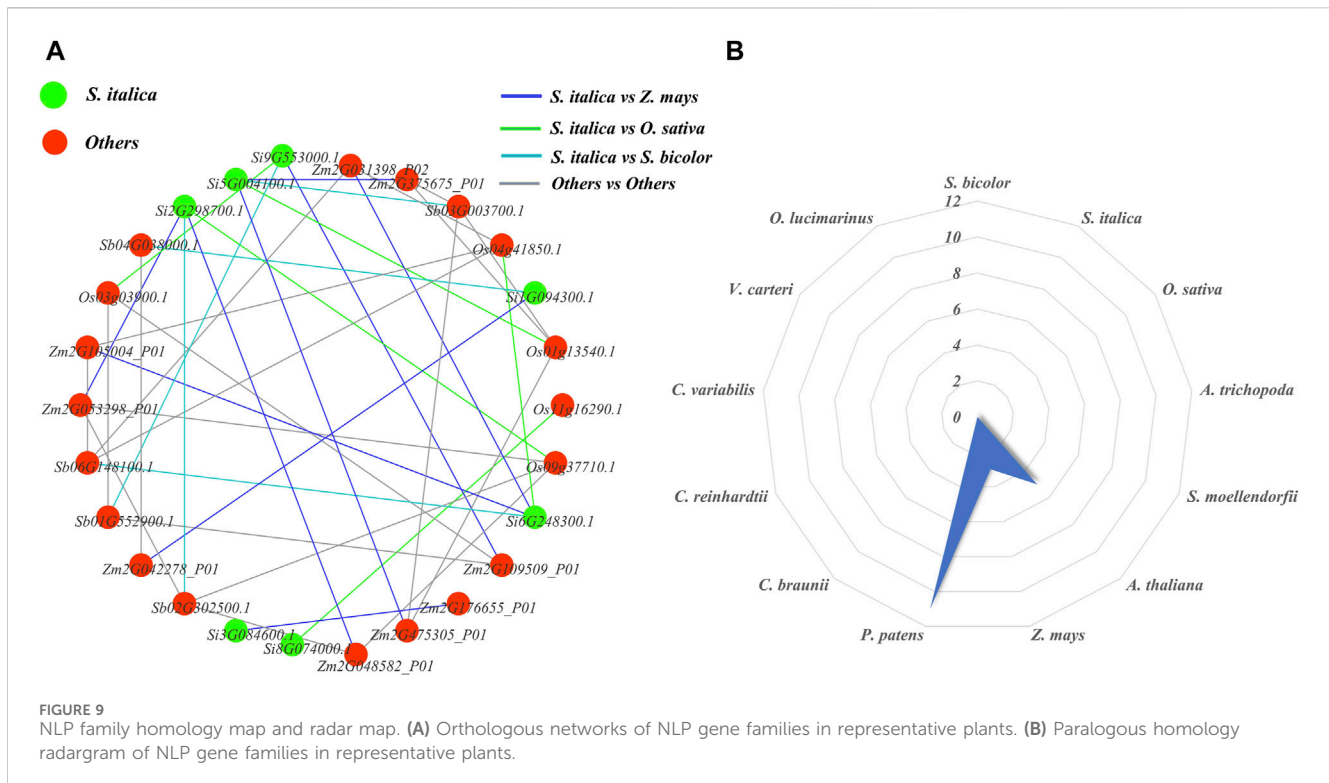 A
B
S. italica
Others
S. italica vs Z. mays
S. italica vs O. sativa
S. italica vs S. bicolor
Others vs Others
Si9G553000.1
Zm2G031398_P02
Si5G004100.1
Zm2G375675_P01
Si2G298700.1
Sb03G003700.1
Sb04G038000.1
Os04g41850.1
Os03g03900.1
Si1G094300.1
Zm2G105004_P01
Os01g13540.1
Zm2G053298_P01
Os11g16290.1
Sb06G148100.1
Os09g37710.1
Sb01G552900.1
Si6G248300.1
Zm2G042278_P01
Zm2G109509_P01
Sb02G302500.1
Zm2G176655_P01
Si3G084600.1
Zm2G475305_P01
Si8G074000.1
Zm2G048582_P01
S. bicolor
12
10
8
6
4
2
0
S. italica
O. sativa
A. trichopoda
S. moellendorfii
A. thaliana
Z. mays
P. patens
C. braunii
C. reinhardtii
C. variabilis
V. carteri
O. lucimarinus
FIGURE 9
NLP family homology map and radar map. (A) Orthologous networks of NLP gene families in representative plants. (B) Paralogous homology
radargram of NLP gene families in representative plants.